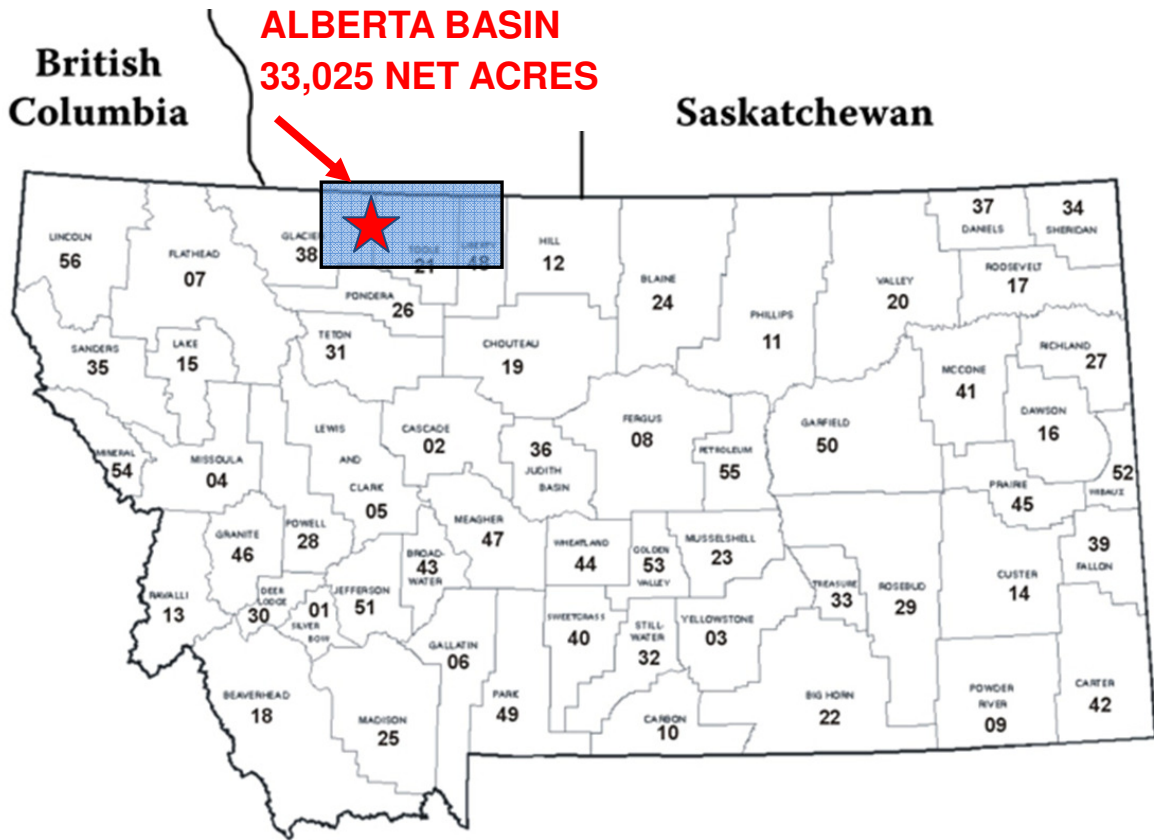 ALBERTA BASIN
33,025 NET ACRES
British
Columbia
Saskatchewan
LINCOLN
56
FLATHEAD
07
GLACIER
38
TOOLE
21
LIBERTY
48
HILL
12
BLAINE
24
PHILLIPS
11
VALLEY
20
37
DANIELS
34
SHERIDAN
ROOSEVELT
17
SANDERS
35
LAKE
15
PONDERA
26
TETON
31
CHOUTEAU
19
MCCONE
41
RICHLAND
27
DAWSON
16
MINERAL
54
MISSOULA
04
LEWIS
AND
CLARK
05
CASCADE
02
36
JUDITH
BASIN
FERGUS
08
PETROLEUM
55
GARFIELD
50
PRAIRIE
45
52
WIBAUX
GRANITE
46
POWELL
28
MEAGHER
47
BROAD-
43
WATER
WHEATLAND
44
GOLDEN
53
VALLEY
MUSSELSHELL
23
TREASURE
33
ROSEBUD
29
CUSTER
14
39
FALLON
RAVALLI
13
DEER
LODGE
30
01
SILVER
BOW
JEFFERSON
51
GALLATIN
06
SWEETGRASS
40
STILL-
WATER
32
YELLOWSTONE
03
BEAVERHEAD
18
MADISON
25
PARK
49
CARBON
10
BIG HORN
22
POWDER
RIVER
09
CARTER
42